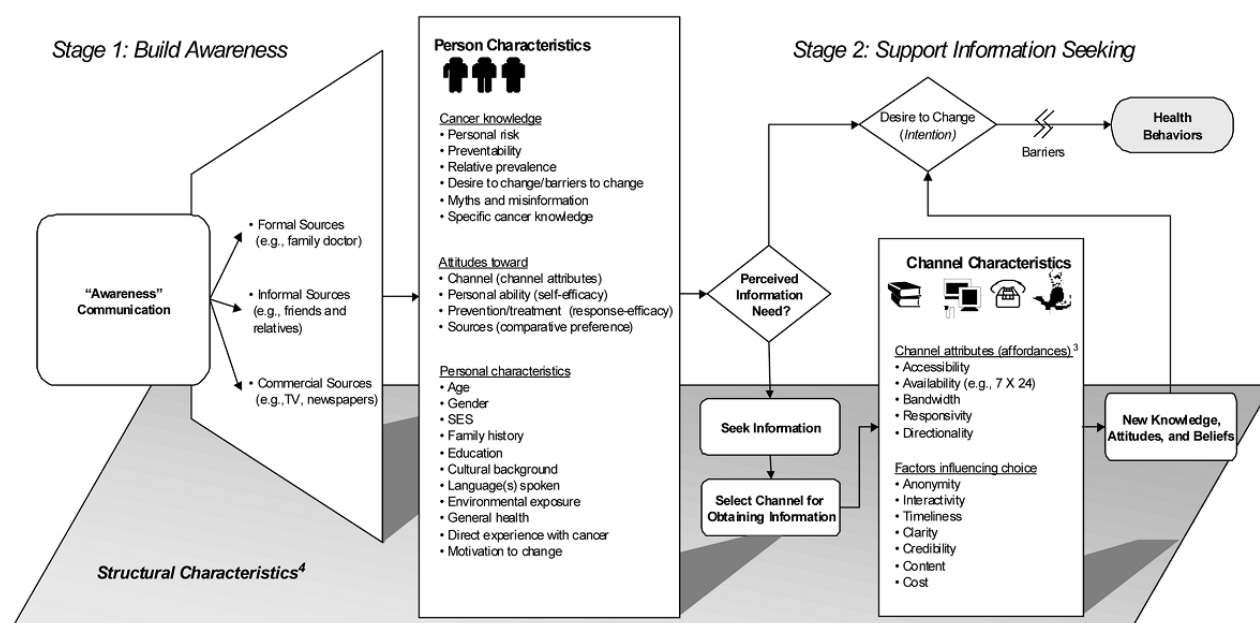 Stage 1: Build Awareness
“Awareness”
Communication
• Formal Sources
(e.g., family doctor)
• Informal Sources
(e.g., friends and
relatives)
• Commercial Sources
(e.g.,TV, newspapers)
Structural Characteristics4
Person Characteristics
Cancer knowledge
• Personal risk
• Preventability
• Relative prevalence
• Desire to change/barriers to change
• Myths and misinformation
• Specific cancer knowledge
Attitudes toward
• Channel (channel attributes)
• Personal ability (self-efficacy)
• Prevention/treatment (response-efficacy)
• Sources (comparative preference)
Personal characteristics
• Age
• Gender
• SES
• Family history
• Education
• Cultural background
• Language(s) spoken
• Environmental exposure
• General health
• Direct experience with cancer
• Motivation to change
Stage 2: Support Information Seeking
Perceived
Information
Need?
Desire to Change
(Intention)
Barriers
Health
Behaviors
Seek Information
Select Channel for
Obtaining Information
Channel Characteristics
Channel attributes (affordances)3
• Accessibility
• Availability (e.g., 7 X 24)
• Bandwidth
• Responsivity
• Directionality
Factors influencing choice
• Anonymity
• Interactivity
• Timeliness
• Clarity
• Credibility
• Content
• Cost
New Knowledge,
Attitudes, and Beliefs